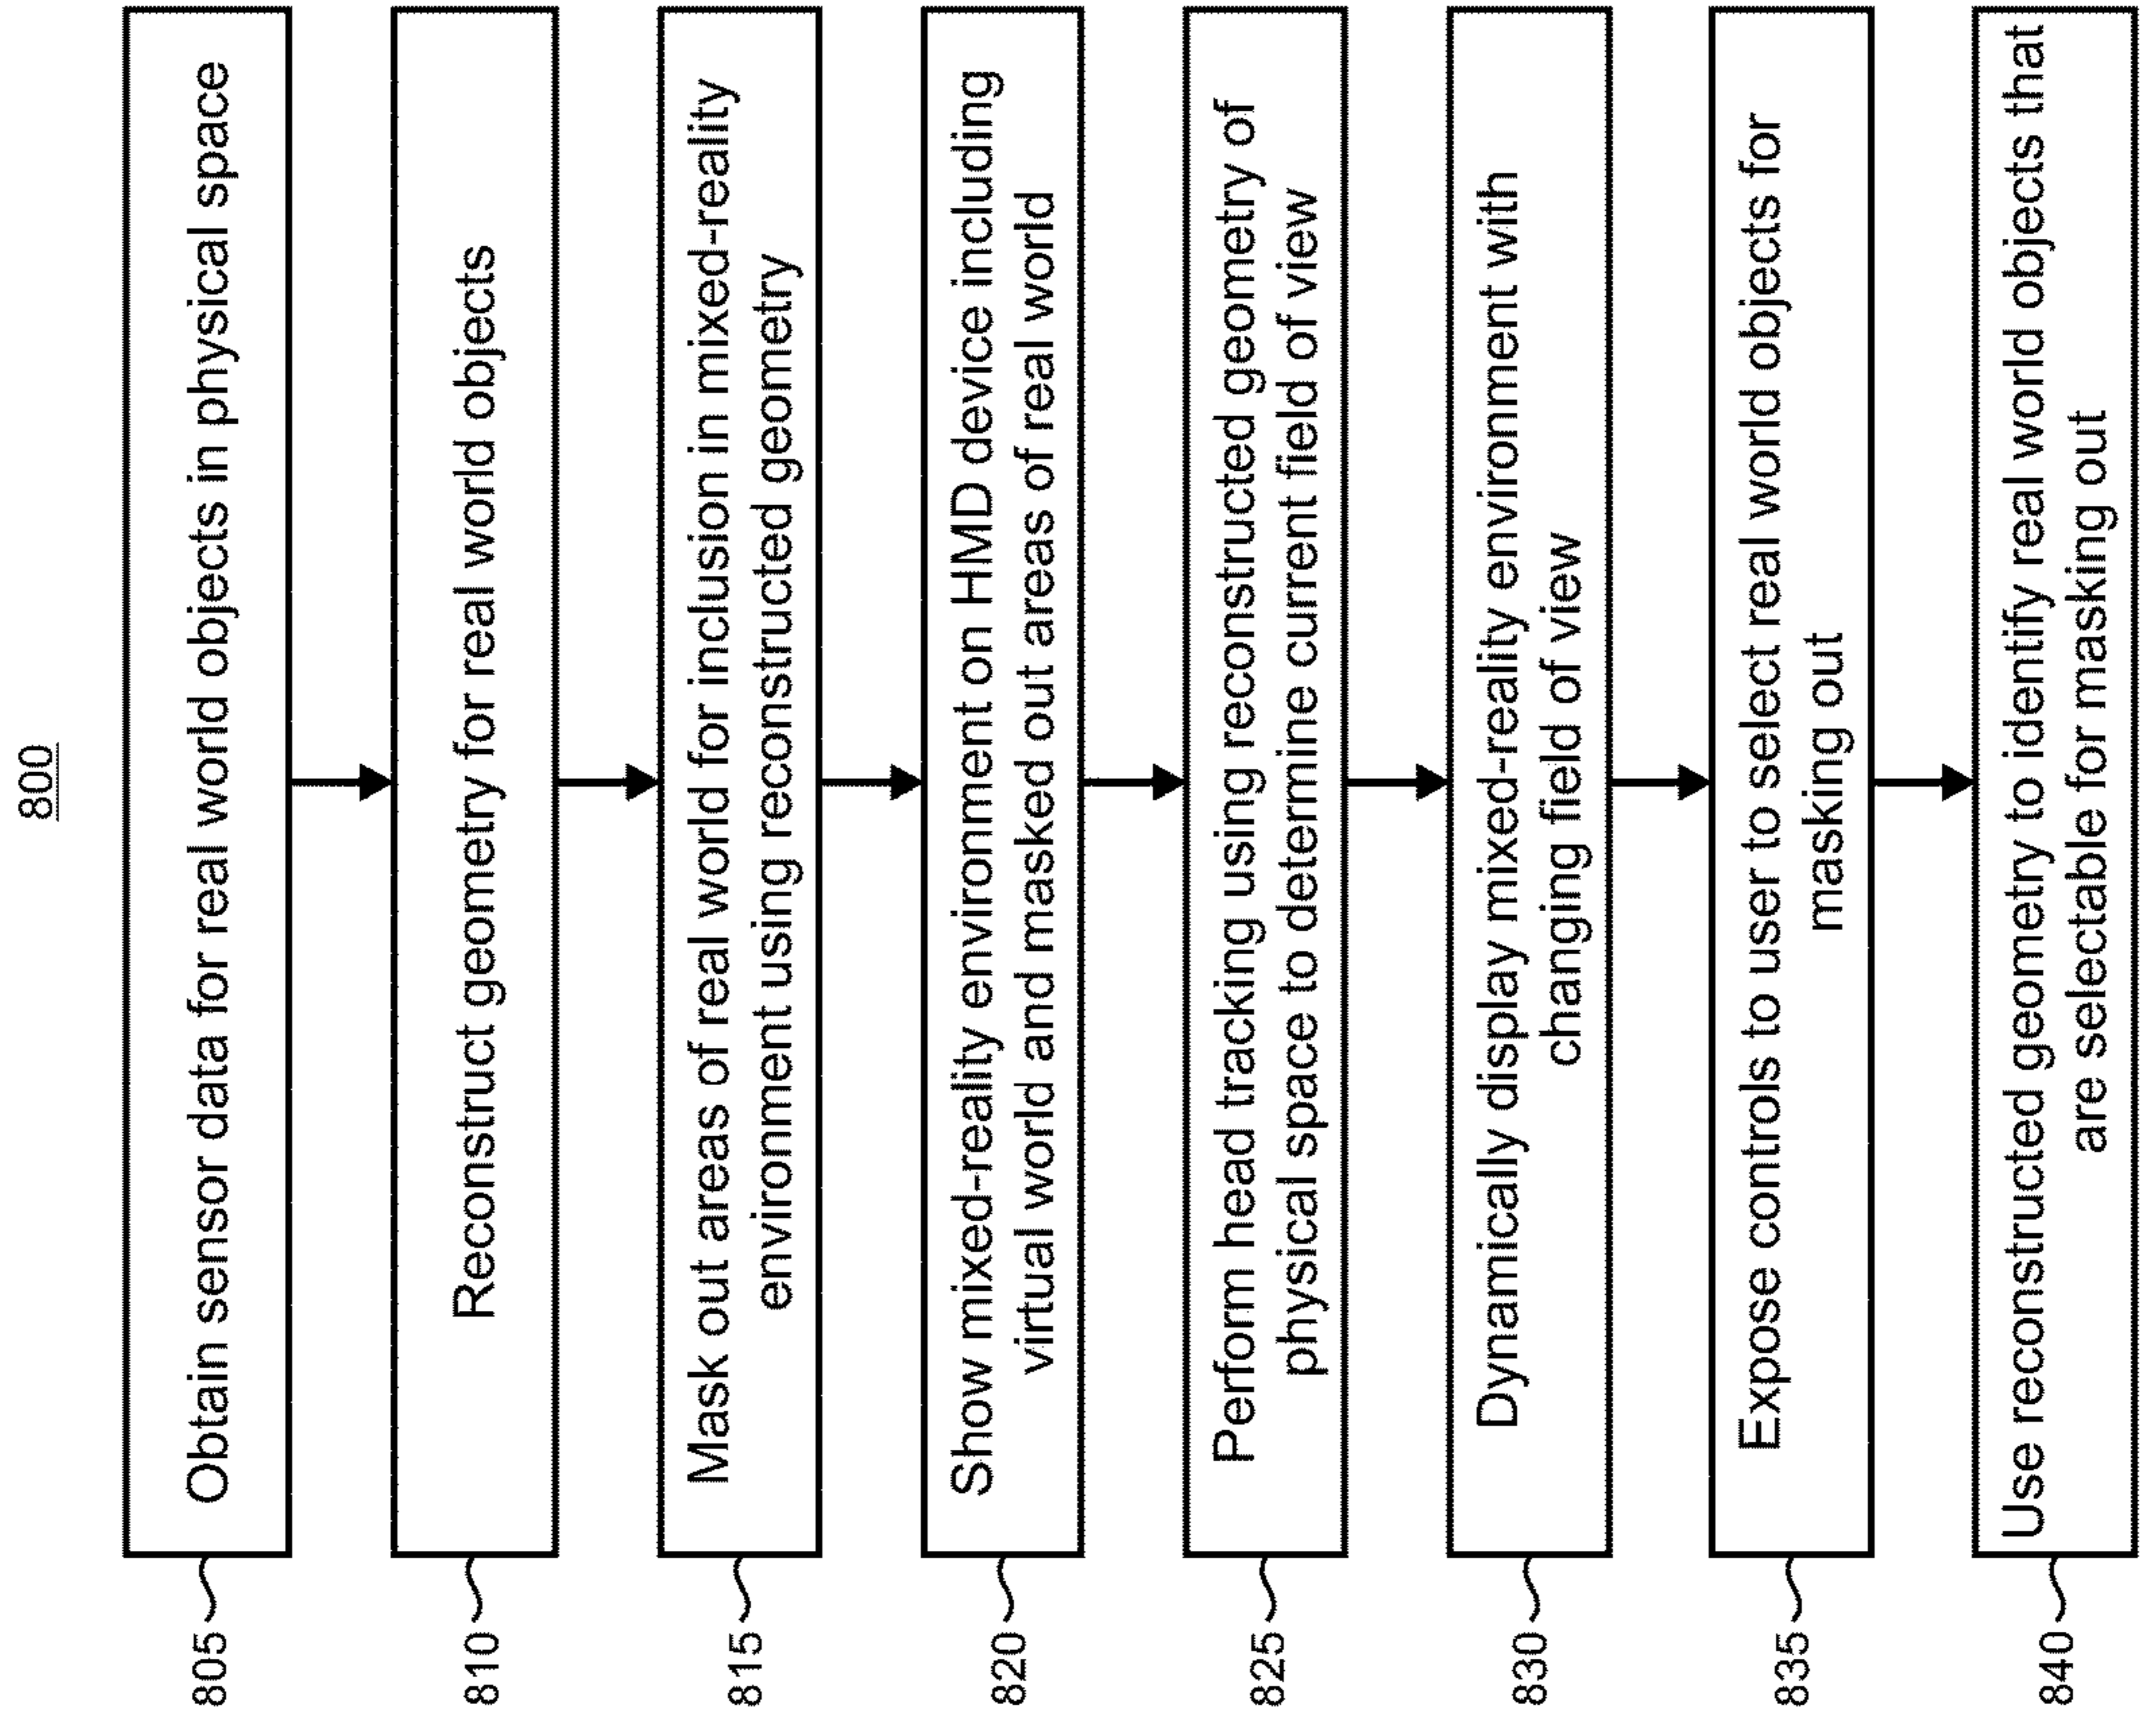 800
805
Obtain sensor data for real world objects in physical space
810
Reconstruct geometry for real world objects
815
Mask out areas of real world for inclusion in mixed-reality
environment using reconstructed geometry
820
Show mixed-reality environment on HMD device including
virtual world and masked out areas of real world
825
Perform head tracking using reconstructed geometry of
physical space to determine current field of view
830
Dynamically display mixed-reality environment with
changing field of view
835
Expose controls to user to select real world objects for
masking out
840
Use reconstructed geometry to identify real world objects that
are selectable for masking out